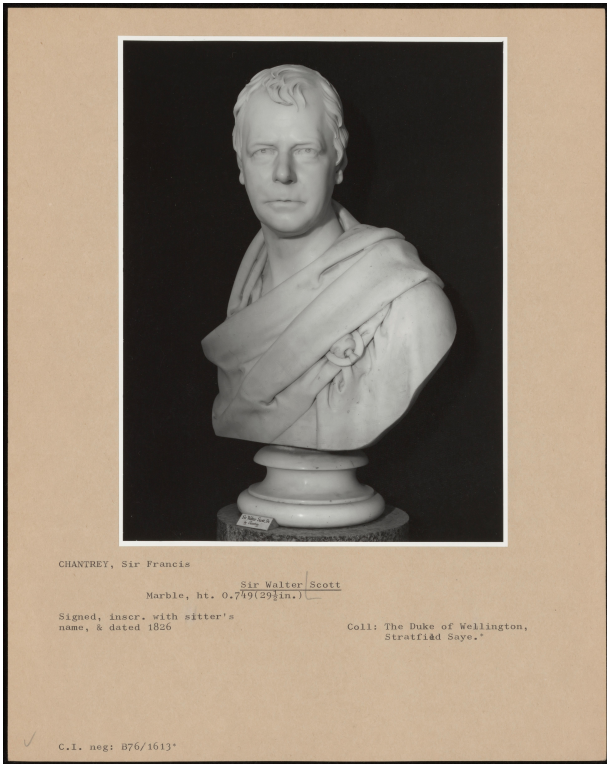 CHANTREY, Sir Francis
Sir Walter Scott
Marble, ht. 0.749(29½in.)
Signed, inscr. with sitter's
name, & dated 1826
Coll: The Duke of Wellington,
Stratfied Saye.
C.I. neg: B76/1613